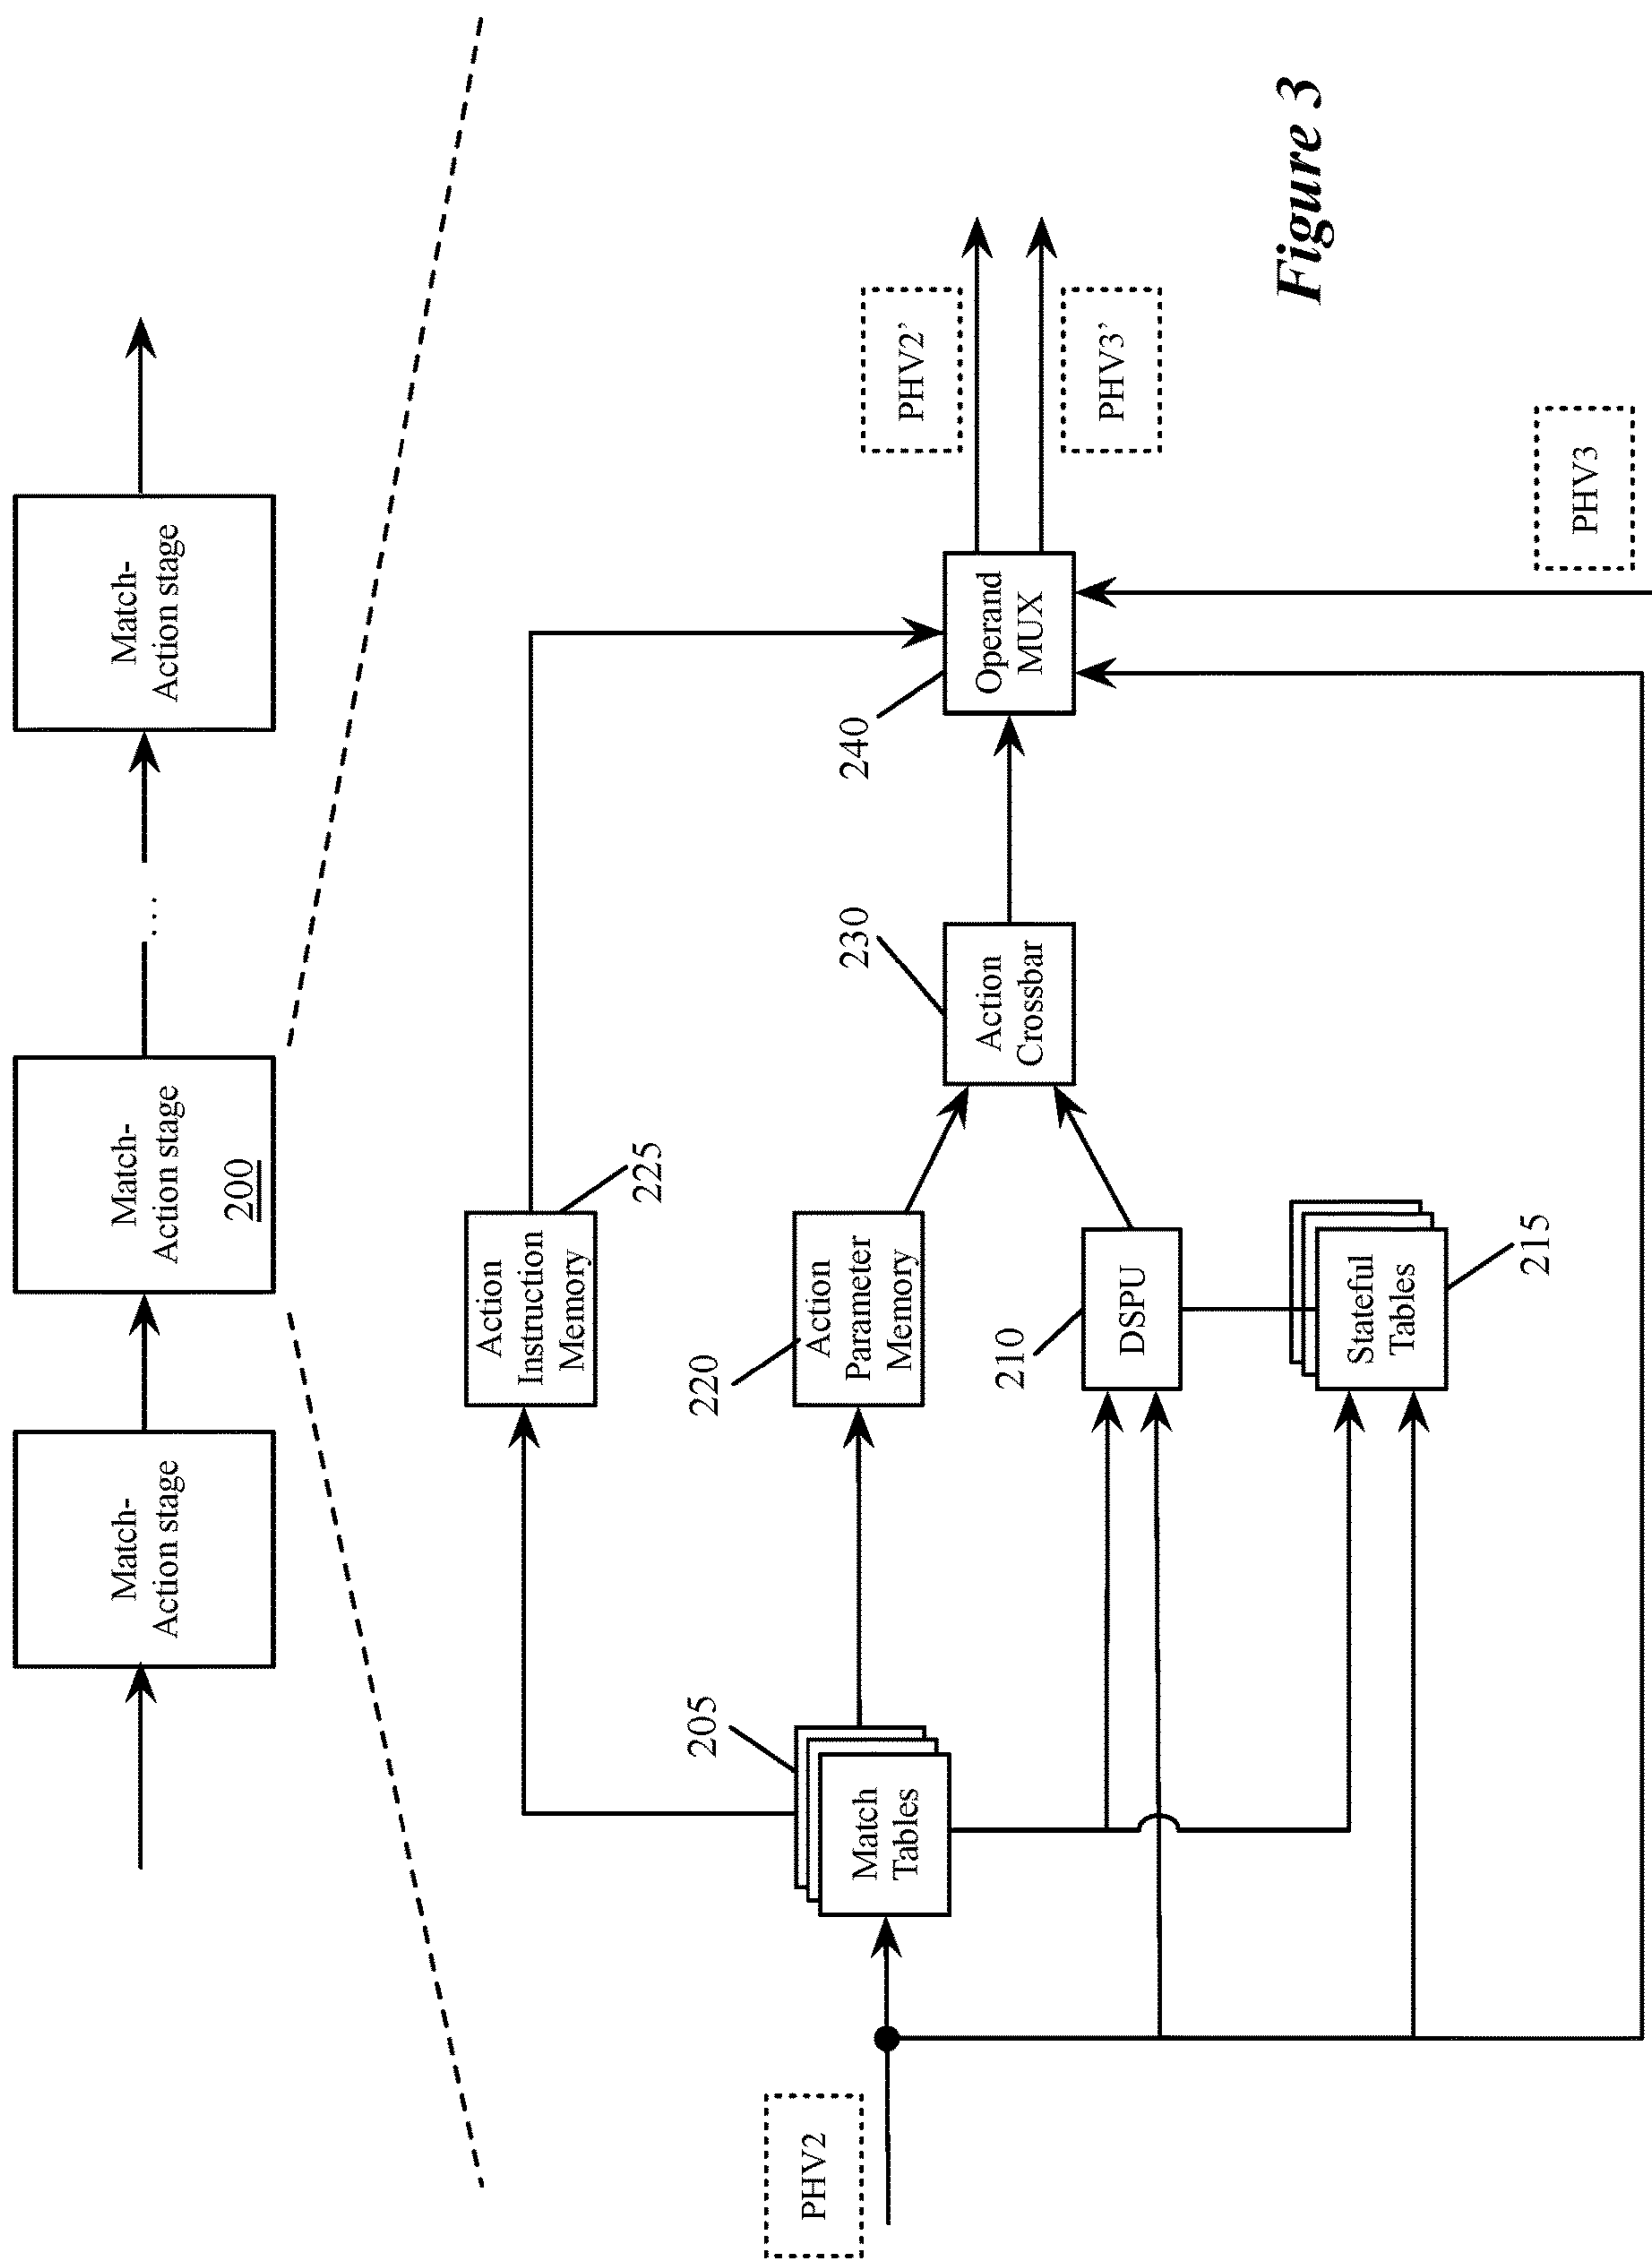 Match-
Action stage
Match-
Action stage
200
...
Match-
Action stage
Action
Instruction
Memory
225
205
Match
Tables
220
Action
Parameter
Memory
PHV2
210
DSPU
230
Action
Crossbar
240
Operand
MUX
PHV2'
PHV3'
Stateful
Tables
215
PHV3
Figure 3